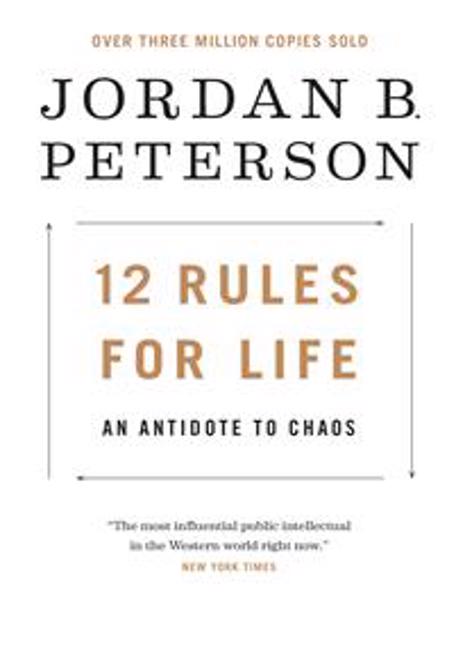 OVER THREE MILLION COPIES SOLD
JORDAN B.
PETERSON
12 RULES
FOR LIFE
AN ANTIDOTE TO CHAOS
"The most influential public intellectual
in the Western world right now."
NEW YORK TIMES